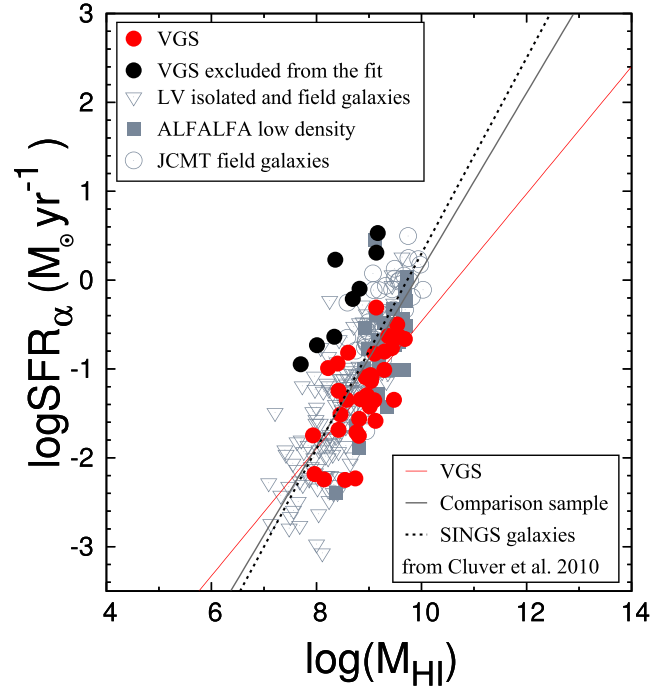 3
2
1
0
-1
-2
-3
logSFRα (M⊙ yr-1)
VGS
VGS excluded from the fit
LV isolated and field galaxies
ALFALFA low density
JCMT field galaxies
VGS
Comparison sample
SINGS galaxies
from Cluver et al. 2010
4 6 8 10 12 14
log(MHI)